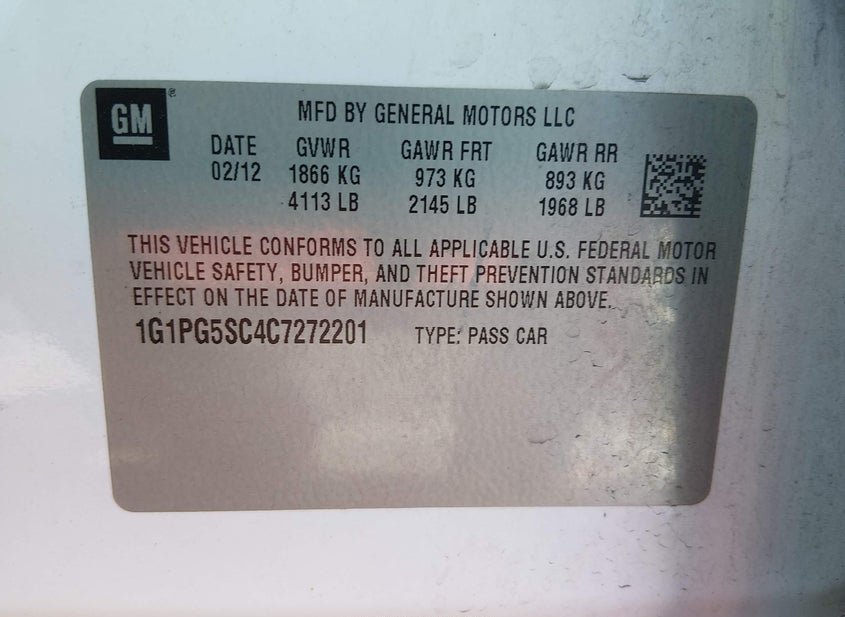 GM®
MFD BY GENERAL MOTORS LLC
DATE GVWR GAWR FRT GAWR RR
02/12 1866 KG 973 KG 893 KG
4113 LB 2145 LB 1968 LB
THIS VEHICLE CONFORMS TO ALL APPLICABLE U.S. FEDERAL MOTOR
VEHICLE SAFETY, BUMPER, AND THEFT PREVENTION STANDARDS IN
EFFECT ON THE DATE OF MANUFACTURE SHOWN ABOVE.
1G1PG5SC4C7272201 TYPE: PASS CAR